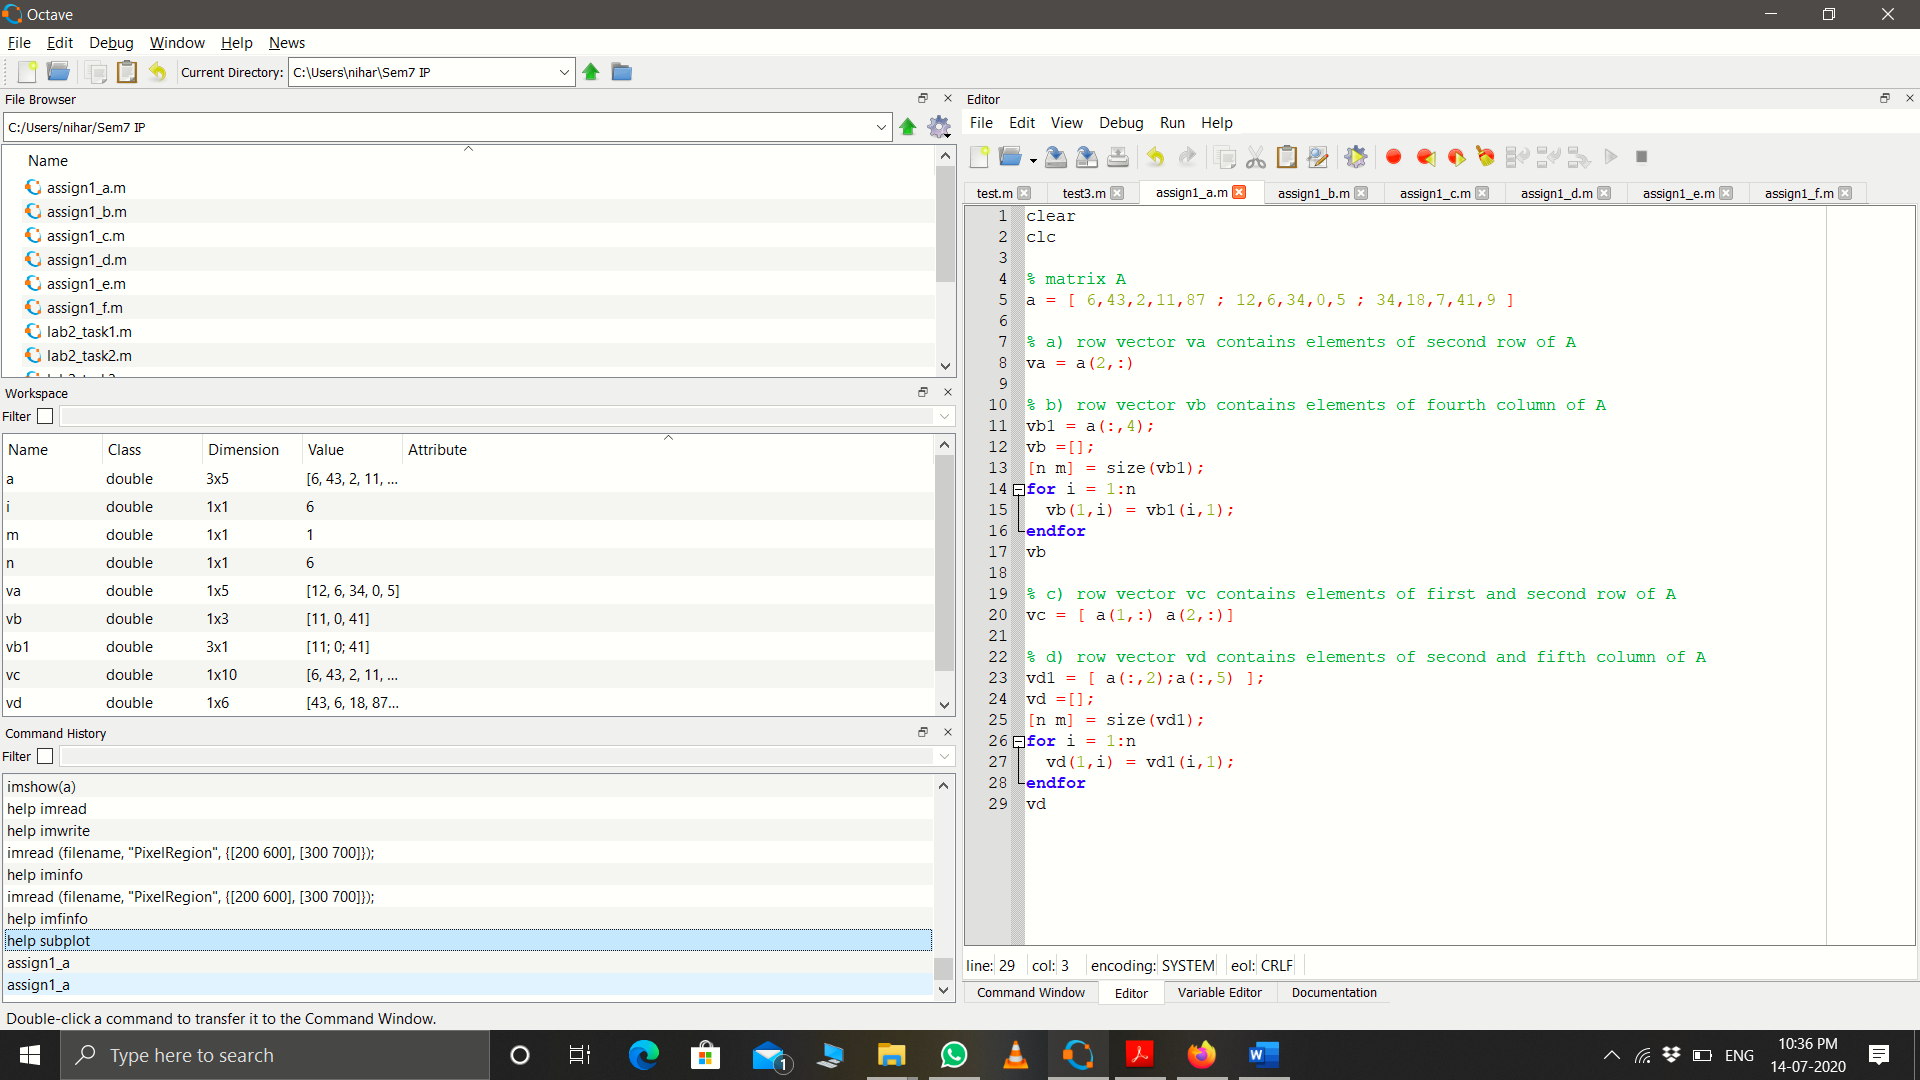 Octave
File Edit Debug Window Help News
Current Directory: C:\Users\nihar\Sem7 IP
File Browser
C:/Users/nihar/Sem7 IP
Name
assign1_a.m
assign1_b.m
assign1_c.m
assign1_d.m
assign1_e.m
assign1_f.m
lab2_task1.m
lab2_task2.m
Workspace
Filter
Name Class Dimension Value Attribute
a double 3x5 [6, 43, 2, 11, ...
i double 1x1 6
m double 1x1 1
n double 1x1 6
va double 1x5 [12, 6, 34, 0, 5]
vb double 1x3 [11, 0, 41]
vb1 double 3x1 [11; 0; 41]
vc double 1x10 [6, 43, 2, 11, ...
vd double 1x6 [43, 6, 18, 87...
Command History
Filter
imshow(a)
help imread
help imwrite
imread (filename, "PixelRegion", {[200 600], [300 700]});
help iminfo
imread (filename, "PixelRegion", {[200 600], [300 700]});
help imfinfo
help subplot
assign1_a
assign1_a
Double-click a command to transfer it to the Command Window.
Editor
File Edit View Debug Run Help
test.m test3.m assign1_a.m assign1_b.m assign1_c.m assign1_d.m assign1_e.m assign1_f.m
1 clear
2 clc
3
4 % matrix A
5 a = [ 6,43,2,11,87 ; 12,6,34,0,5 ; 34,18,7,41,9 ]
6
7 % a) row vector va contains elements of second row of A
8 va = a(2,:)
9
10 % b) row vector vb contains elements of fourth column of A
11 vb1 = a(:,4);
12 vb =[];
13 [n m] = size(vb1);
14 for i = 1:n
15 vb(1,i) = vb1(i,1);
16 endfor
17 vb
18
19 % c) row vector vc contains elements of first and second row of A
20 vc = [ a(1,:) a(2,:)]
21
22 % d) row vector vd contains elements of second and fifth column of A
23 vd1 = [ a(:,2);a(:,5) ];
24 vd =[];
25 [n m] = size(vd1);
26 for i = 1:n
27 vd(1,i) = vd1(i,1);
28 endfor
29 vd
line: 29 col: 3 encoding: SYSTEM eol: CRLF
Command Window Editor Variable Editor Documentation
Type here to search
1
ENG
10:36 PM
14-07-2020